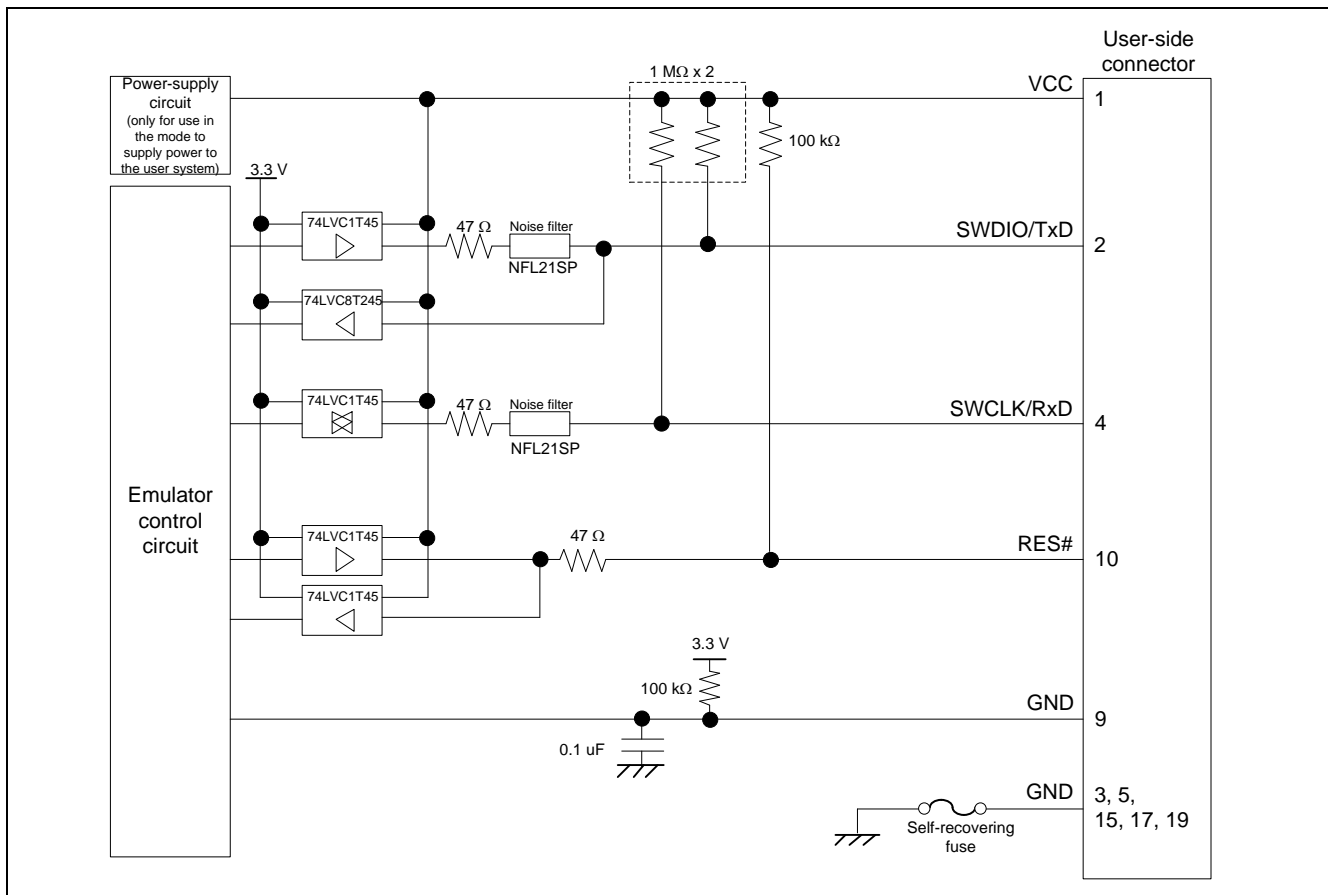 User-side
connector
1 MΩ x 2
VCC
1
Power-supply
circuit
(only for use in
the mode to
supply power to
the user system)
100 kΩ
3.3 V
74LVC1T45
47 Ω
Noise filter
NFL21SP
SWDIO/TxD
2
74LVC8T245
74LVC1T45
47 Ω
Noise filter
NFL21SP
SWCLK/RxD
4
Emulator
control
circuit
74LVC1T45
47 Ω
RES#
10
74LVC1T45
3.3 V
100 kΩ
GND
9
0.1 uF
GND
3, 5,
15, 17, 19
Self-recovering
fuse